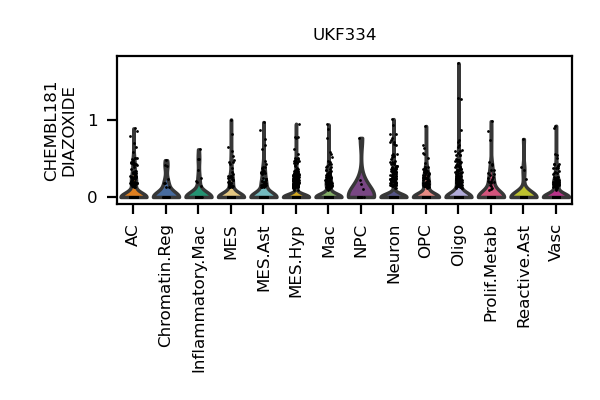 UKF334
CHEMBL181
DIAZOXIDE
1
0
AC
Chromatin.Reg
Inflammatory.Mac
MES
MES.Ast
MES.Hyp
Mac
NPC
Neuron
OPC
Oligo
Prolif.Metab
Reactive.Ast
Vasc